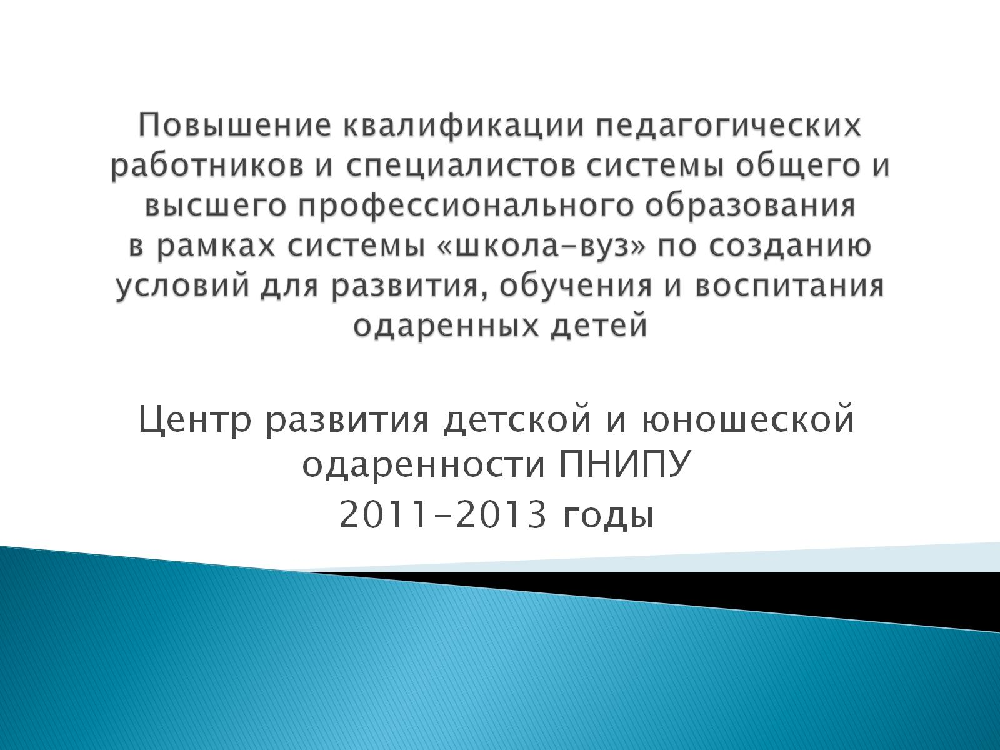 Повышение квалификации педагогических
работников и специалистов системы общего и
высшего профессионального образования
в рамках системы «школа-вуз» по созданию
условий для развития, обучения и воспитания
одаренных детей
Центр развития детской и юношеской
одаренности ПНИПУ
2011-2013 годы